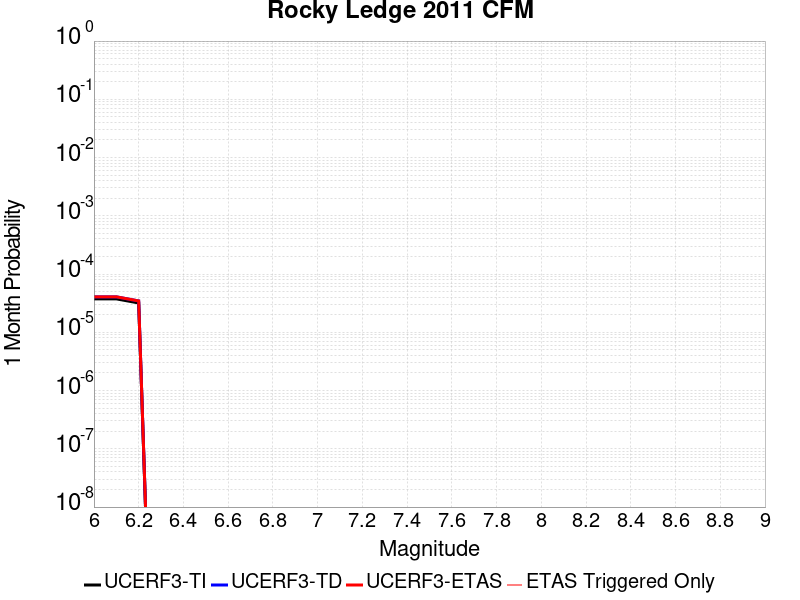 Rocky Ledge 2011 CFM
10^0
10^-1
10^-2
10^-3
10^-4
10^-5
10^-6
10^-7
10^-8
1 Month Probability
6 6.2 6.4 6.6 6.8 7 7.2 7.4 7.6 7.8 8 8.2 8.4 8.6 8.8 9
Magnitude
UCERF3-TI UCERF3-TD UCERF3-ETAS ETAS Triggered Only